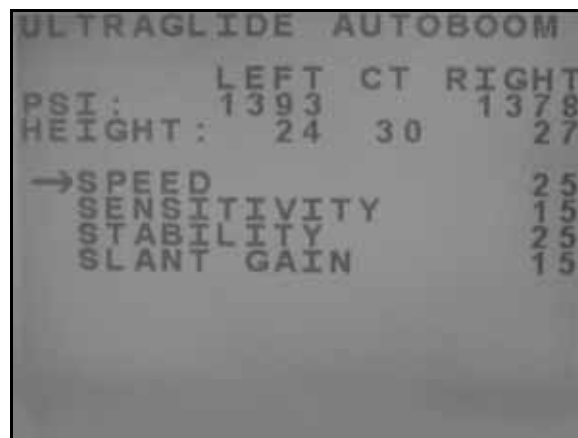 ULTRAGLIDE AUTOBOOM
LEFT CT RIGHT
PSI: 1393 1378
HEIGHT: 24 30 27
→SPEED 25
SENSITIVITY 15
STABILITY 25
SLANT GAIN 15